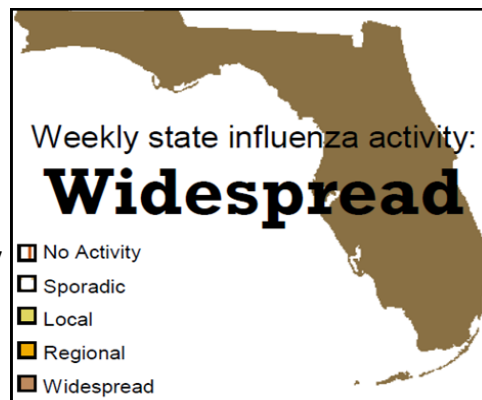 Weekly state influenza activity:
Widespread
No Activity
Sporadic
Local
Regional
Widespread